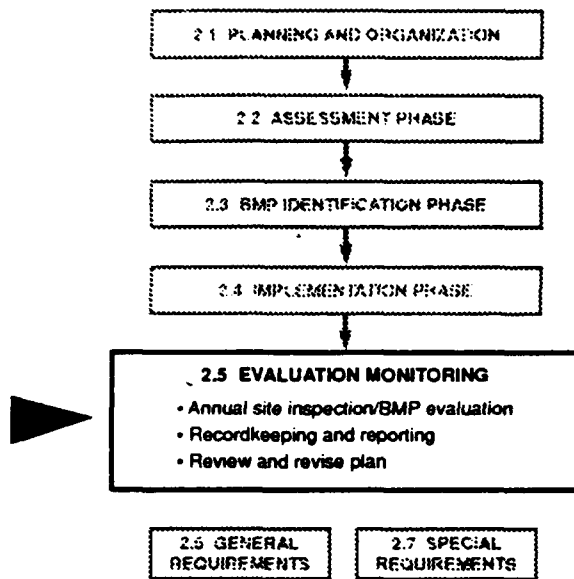 2.1 PLANNING AND ORGANIZATION
2.2 ASSESSMENT PHASE
2.3 BMP IDENTIFICATION PHASE
2.4 IMPLEMENTATION PHASE
2.5 EVALUATION MONITORING
• Annual site inspection/BMP evaluation
• Recordkeeping and reporting
• Review and revise plan
2.6 GENERAL
REQUIREMENTS
2.7 SPECIAL
REQUIREMENTS